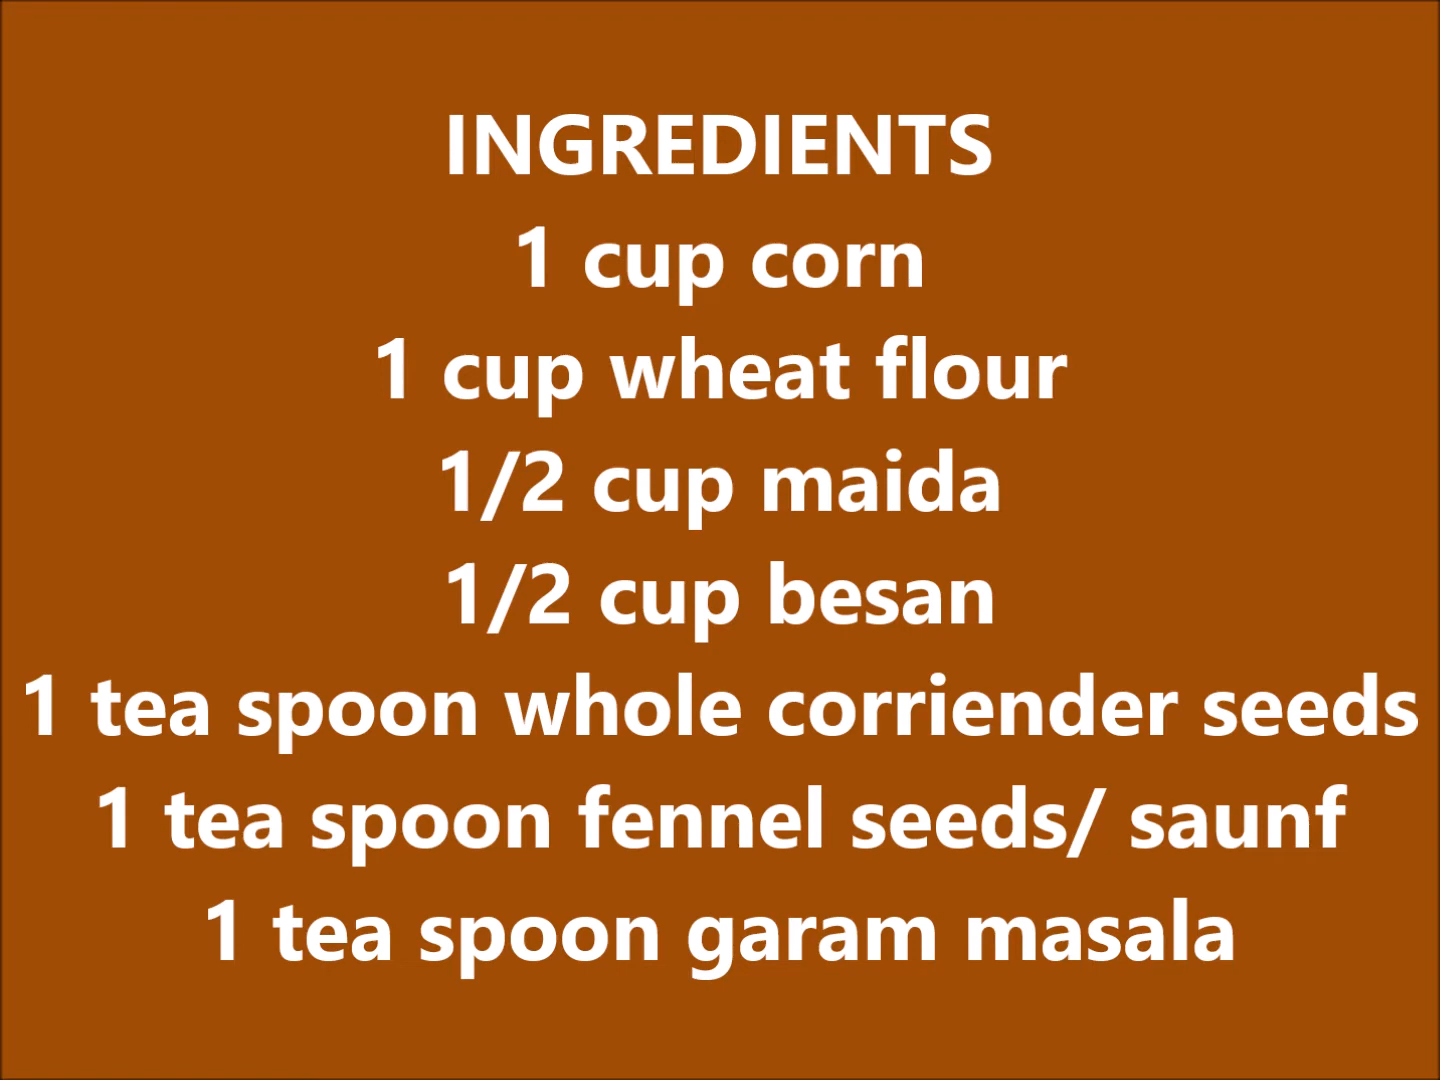 INGREDIENTS
1 cup corn
1 cup wheat flour
1/2 cup maida
1/2 cup besan
1 tea spoon whole corriender seeds
1 tea spoon fennel seeds/ saunf
1 tea spoon garam masala